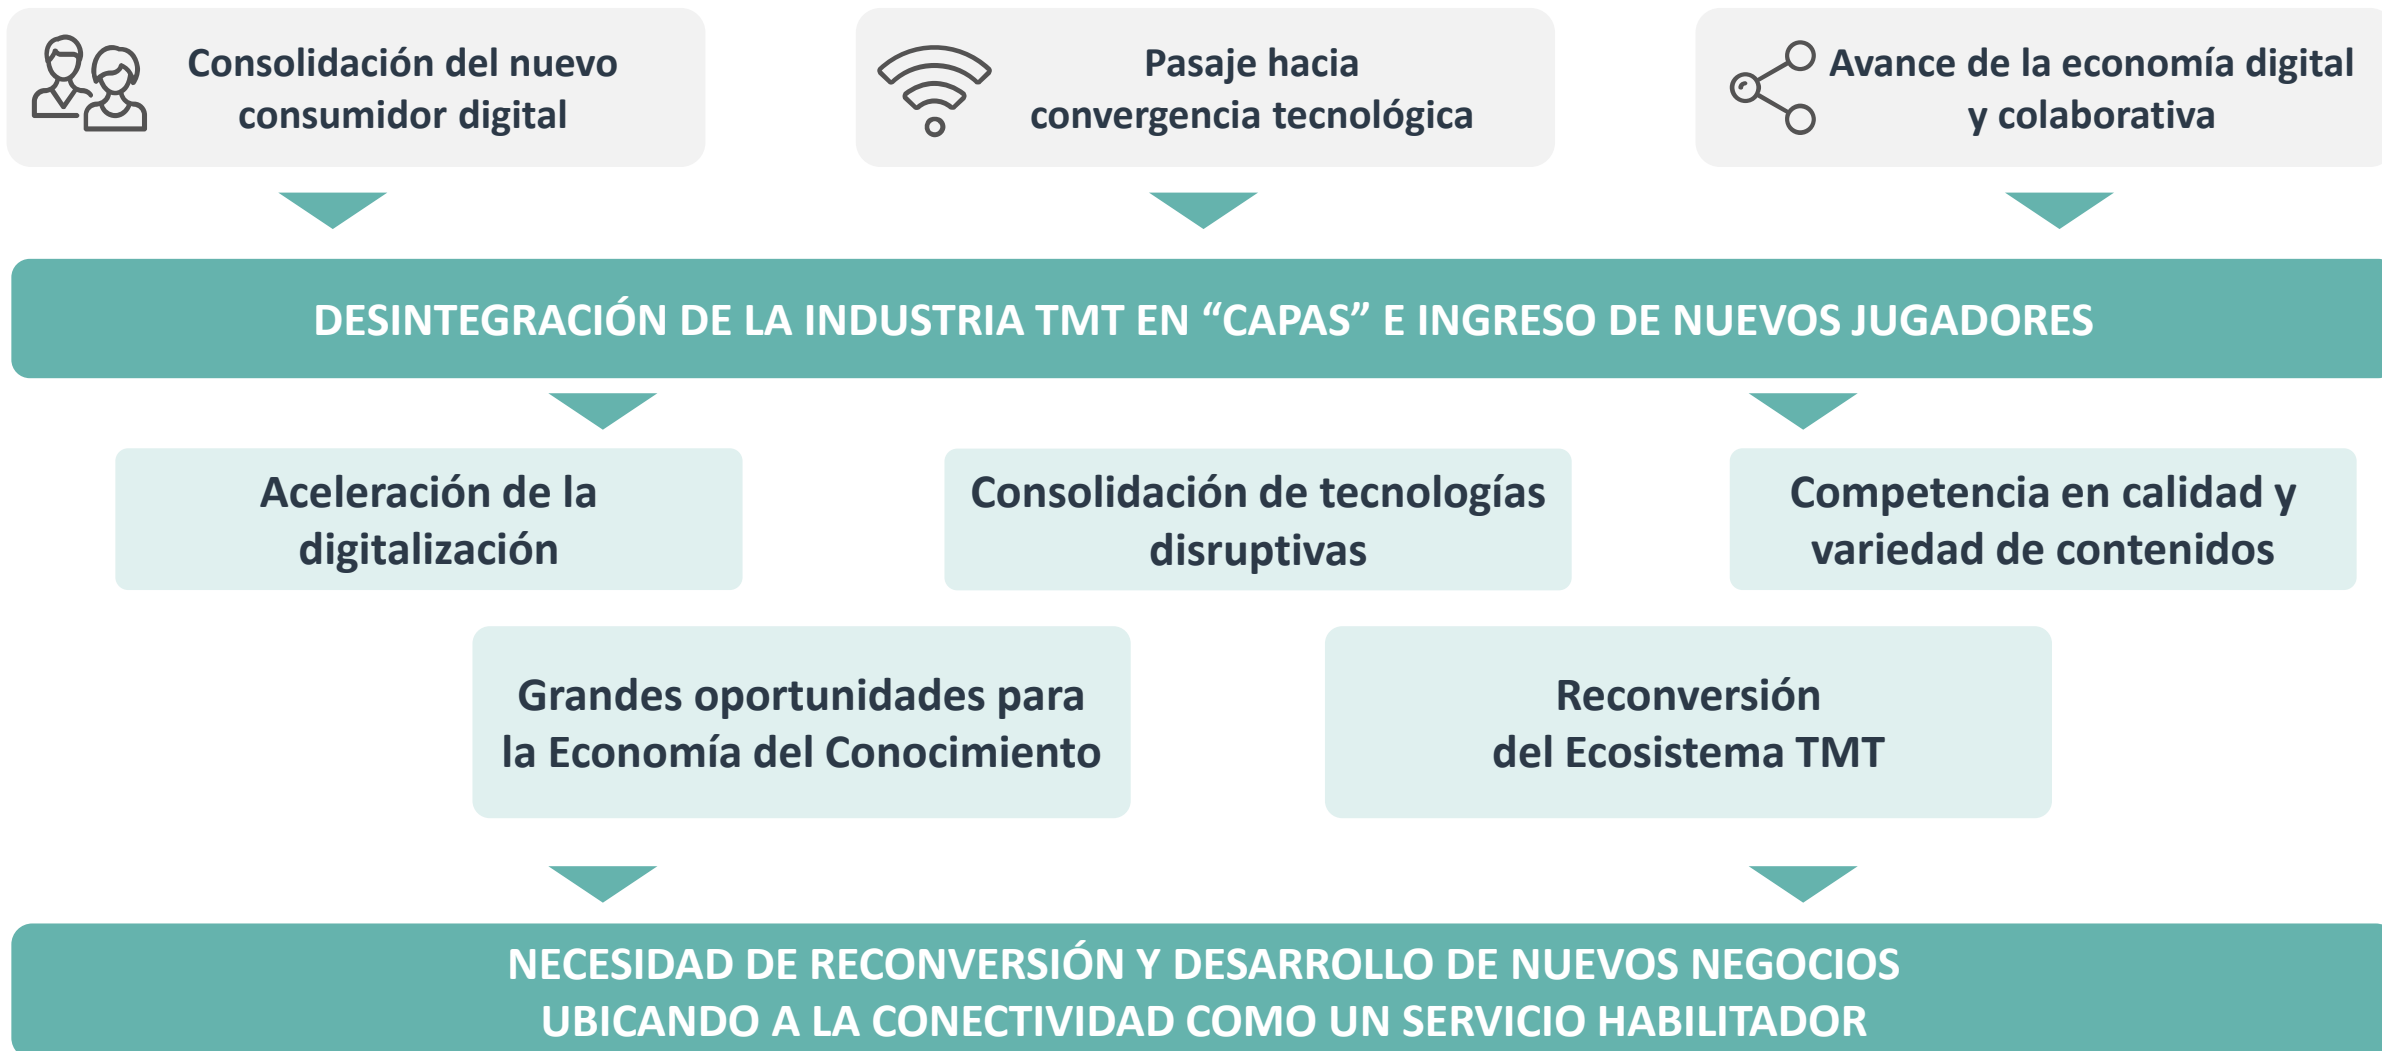 Consolidación del nuevo
consumidor digital
Pasaje hacia
convergencia tecnológica
Avance de la economía digital
y colaborativa
DESINTEGRACIÓN DE LA INDUSTRIA TMT EN “CAPAS” E INGRESO DE NUEVOS JUGADORES
Aceleración de la
digitalización
Consolidación de tecnologías
disruptivas
Competencia en calidad y
variedad de contenidos
Grandes oportunidades para
la Economía del Conocimiento
Reconversión
del Ecosistema TMT
NECESIDAD DE RECONVERSIÓN Y DESARROLLO DE NUEVOS NEGOCIOS
UBICANDO A LA CONECTIVIDAD COMO UN SERVICIO HABILITADOR